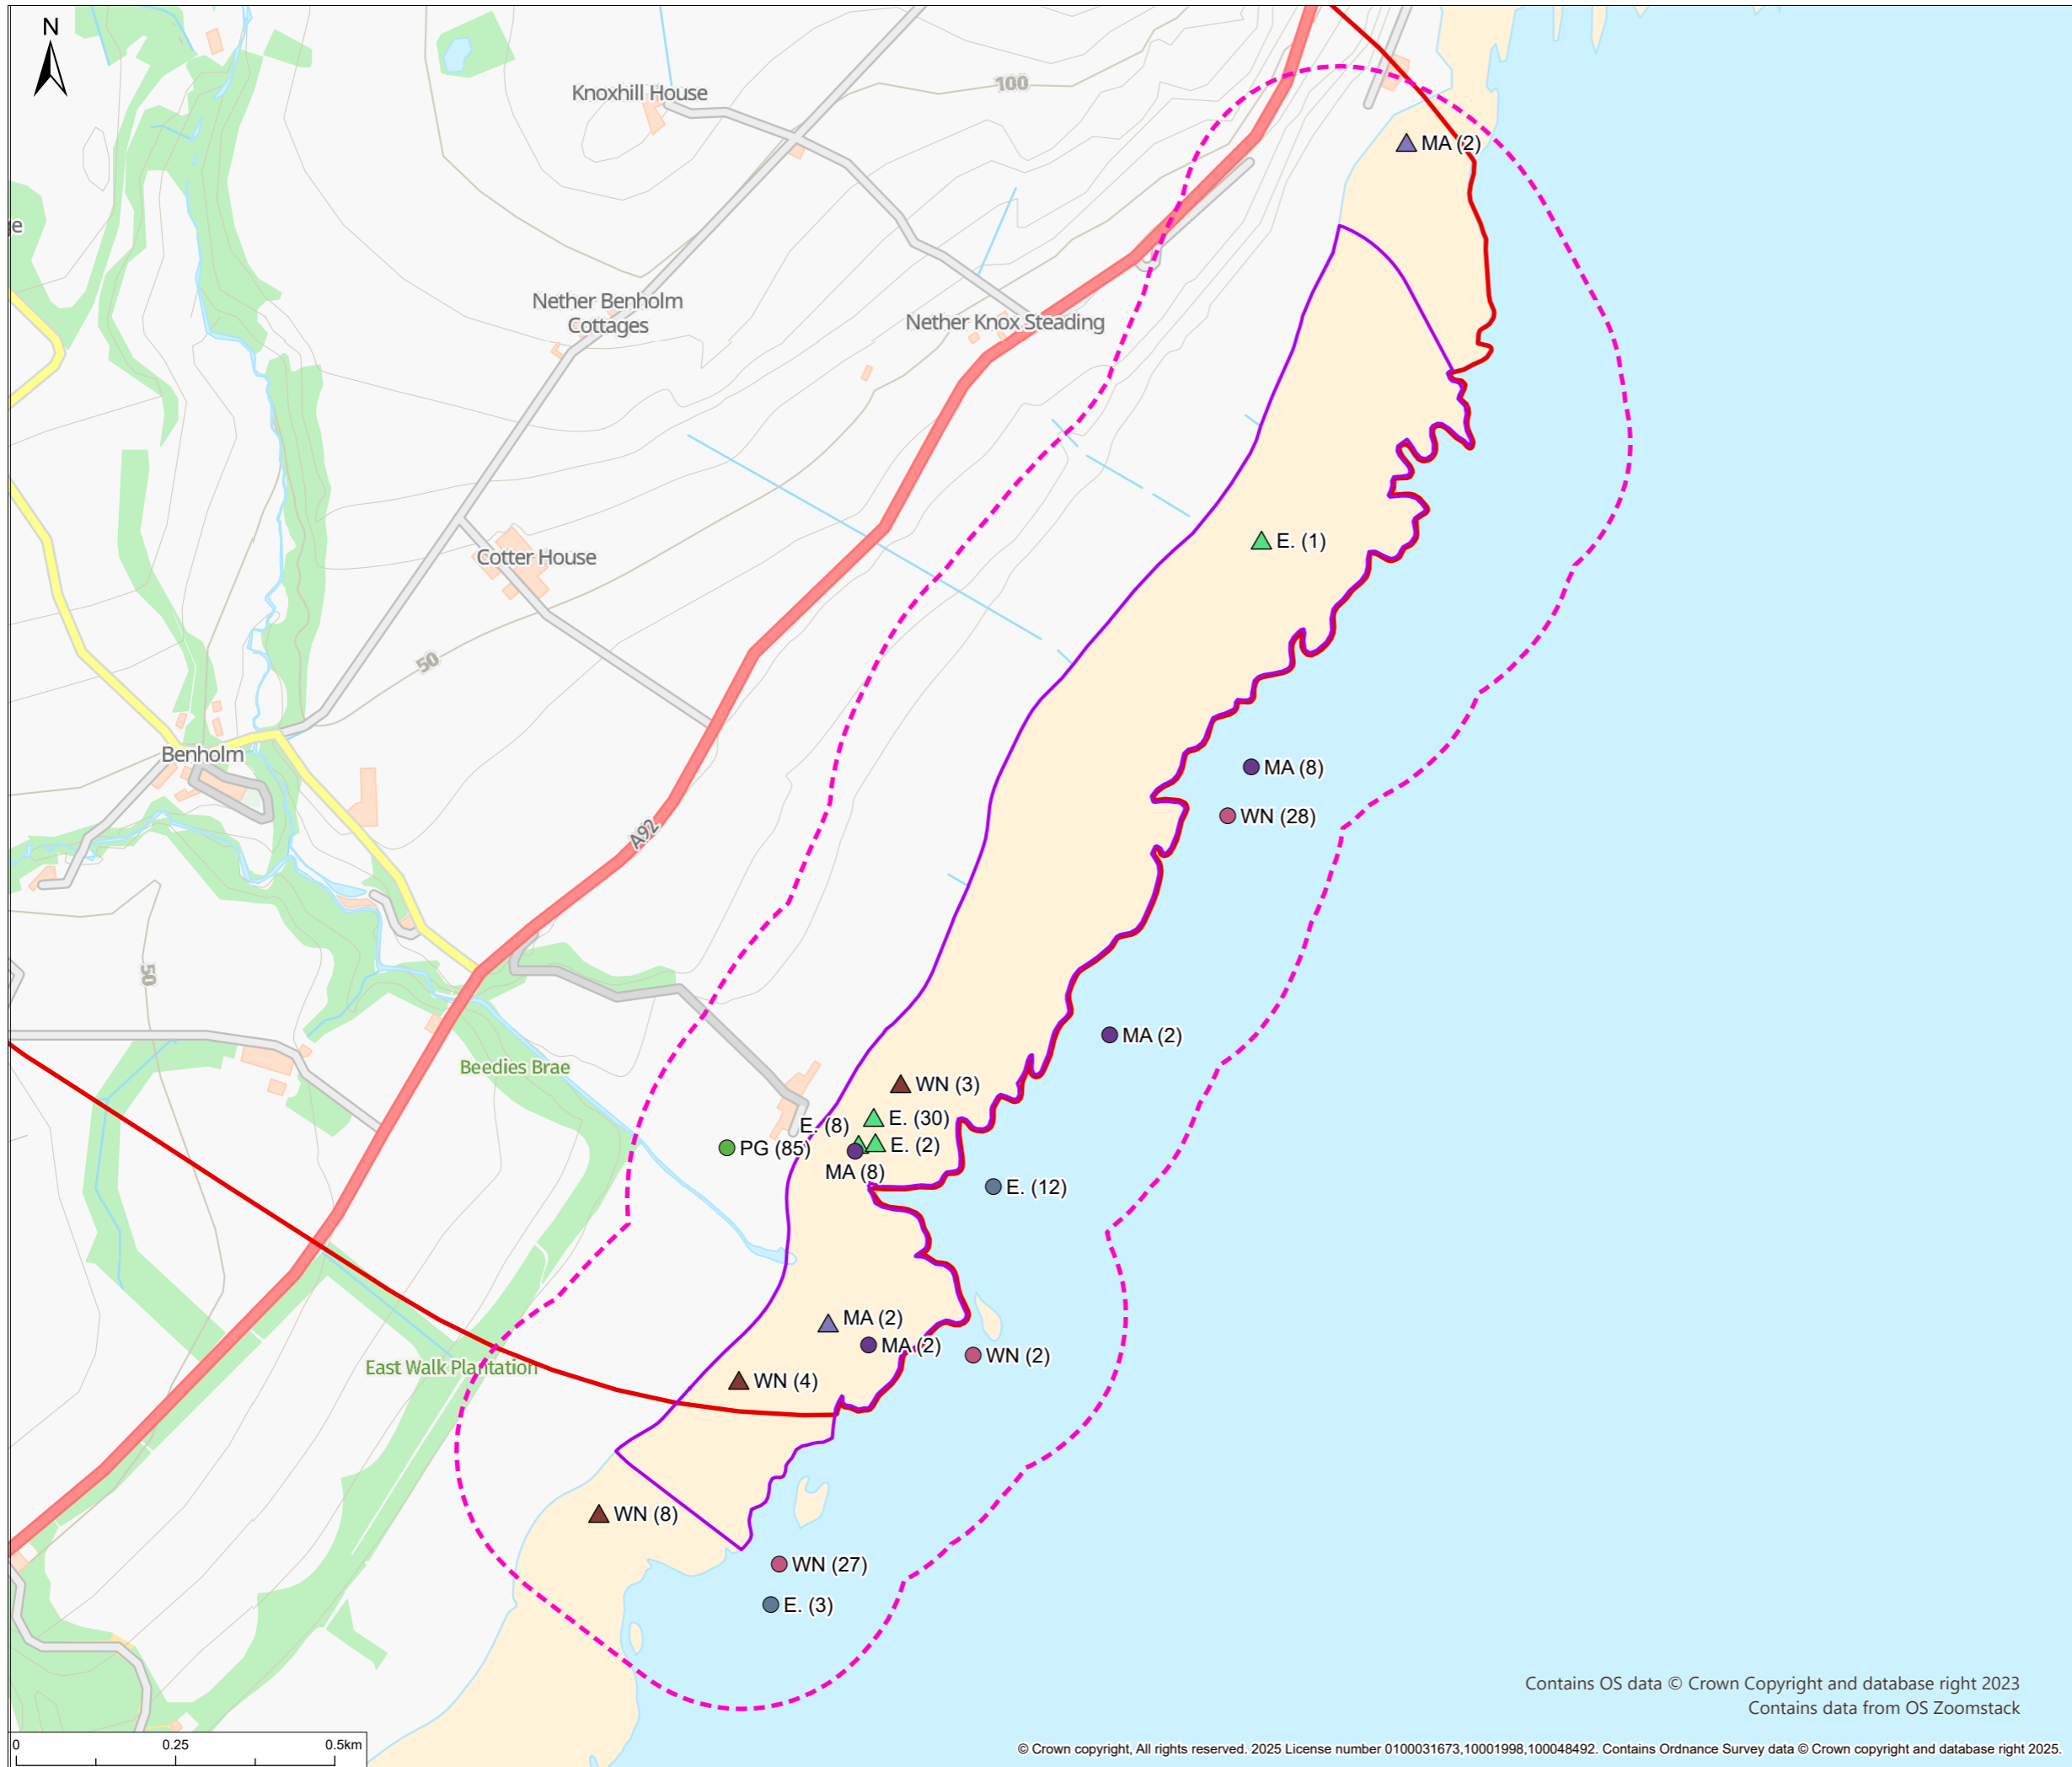 N
Knoxhill House
100
MA (2)
ge
Nether Benholm
Cottages
Nether Knox Steading
E. (1)
Cotter House
50
Benholm
MA (8)
WN (28)
A92
50
MA (2)
Beedies Brae
WN (3)
E. (30)
E. (8)
E. (2)
PG (85)
MA (8)
E. (12)
MA (2)
MA (2)
WN (2)
East Walk Plantation
WN (4)
WN (8)
WN (27)
E. (3)
Contains OS data © Crown Copyright and database right 2023
Contains data from OS Zoomstack
0 0.25 0.5km
© Crown copyright, All rights reserved. 2025 License number 0100031673,10001998,100048492. Contains Ordnance Survey data © Crown copyright and database right 2025.